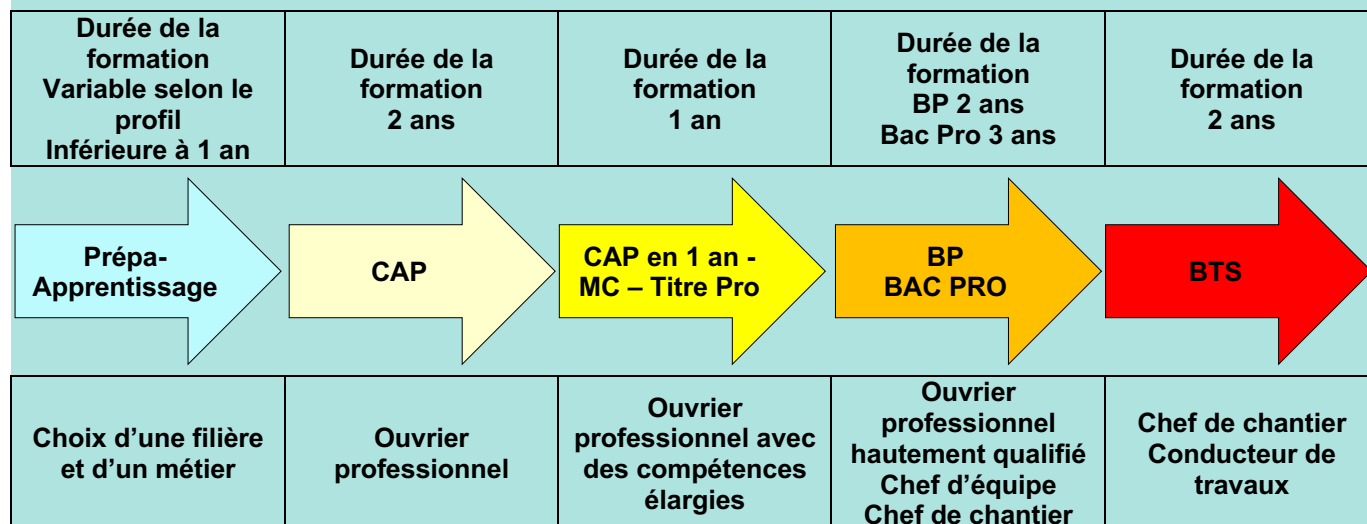 Durée de la
formation
Variable selon le
profil
Inférieure à 1 an
Durée de la
formation
2 ans
Durée de la
formation
1 an
Durée de la
formation
BP 2 ans
Bac Pro 3 ans
Durée de la
formation
2 ans
Prépa-
Apprentissage
CAP
CAP en 1 an -
MC – Titre Pro
BP
BAC PRO
BTS
Choix d’une filière
et d’un métier
Ouvrier
professionnel
Ouvrier
professionnel avec
des compétences
élargies
Ouvrier
professionnel
hautement qualifié
Chef d’équipe
Chef de chantier
Chef de chantier
Conducteur de
travaux